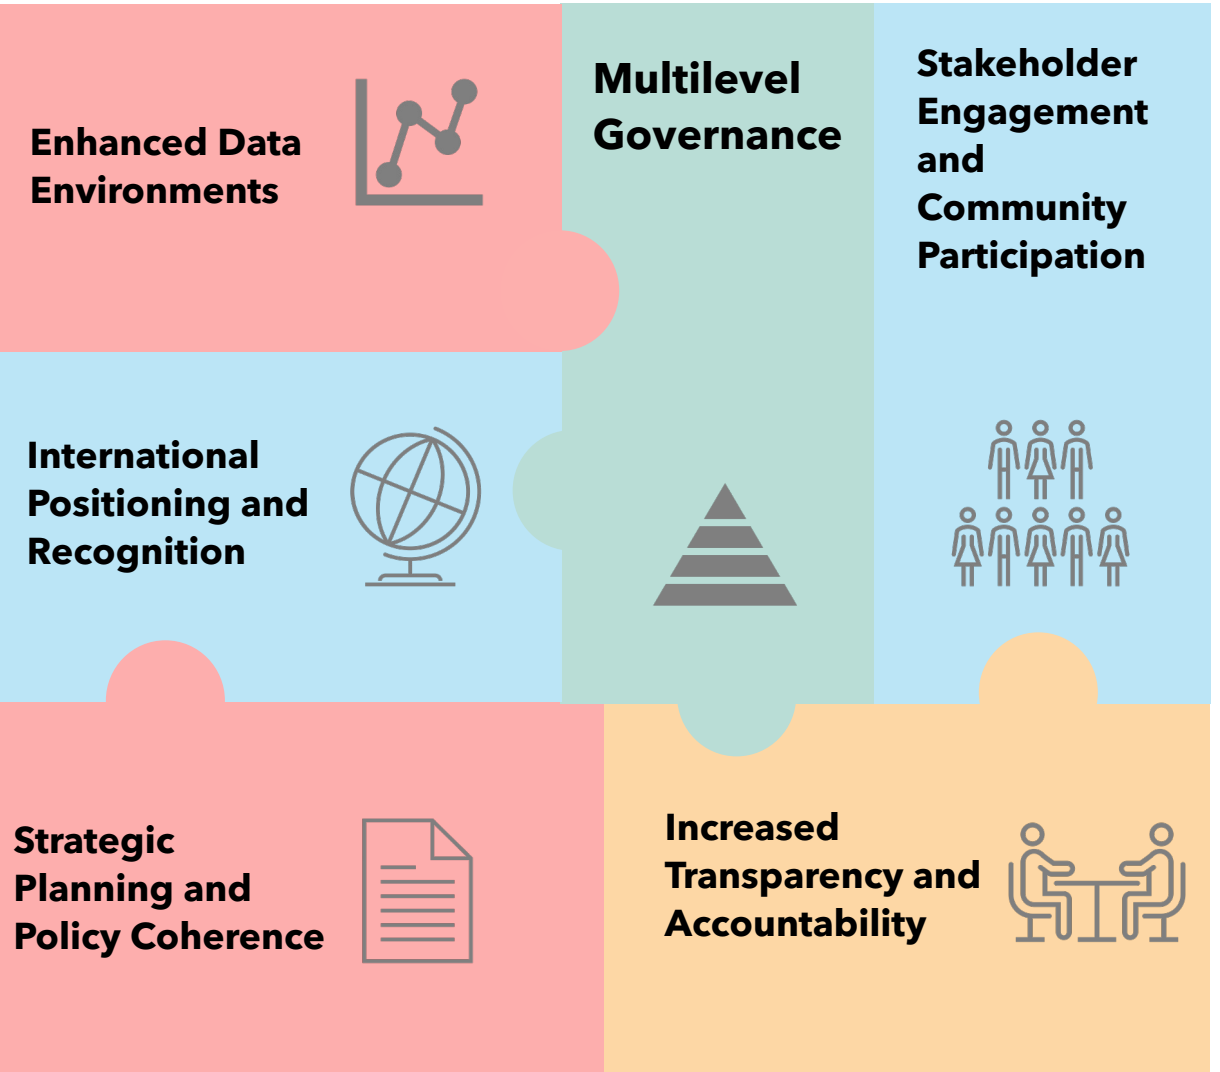 Enhanced Data
Environments
Multilevel
Governance
Stakeholder
Engagement
and
Community
Participation
International
Positioning and
Recognition
Strategic
Planning and
Policy Coherence
Increased
Transparency and
Accountability